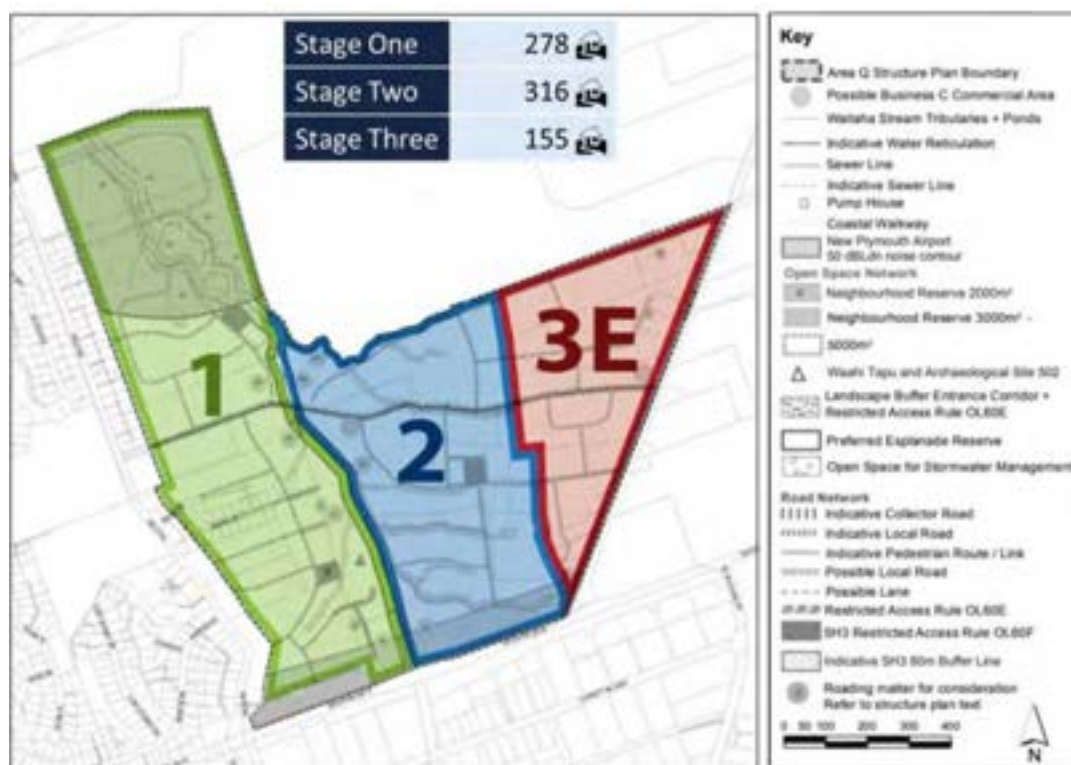 Stage One 278
Stage Two 316
Stage Three 155
1
2
3E
Key
Area Q Structure Plan Boundary
Possible Business C Commercial Area
Waitaha Stream Tributaries + Ponds
Indicative Water Reticulation
Sewer Line
Indicative Sewer Line
Pump House
Coastal Walkway
New Plymouth Airport
50 dBLdn noise contour
Open Space Network
Neighbourhood Reserve 2000m²
Neighbourhood Reserve 3000m² -
5000m²
Waahi Tapu and Archaeological Site 502
Landscape Buffer Entrance Corridor +
Restricted Access Rule OL60E
Preferred Esplanade Reserve
Open Space for Stormwater Management
Road Network
Indicative Collector Road
Indicative Local Road
Indicative Pedestrian Route / Link
Possible Local Road
Possible Lane
Restricted Access Rule OL60E
SH3 Restricted Access Rule OL60F
Indicative SH3 80m Buffer Line
Roading matter for consideration
Refer to structure plan text
0 50 100 200 300 400
N